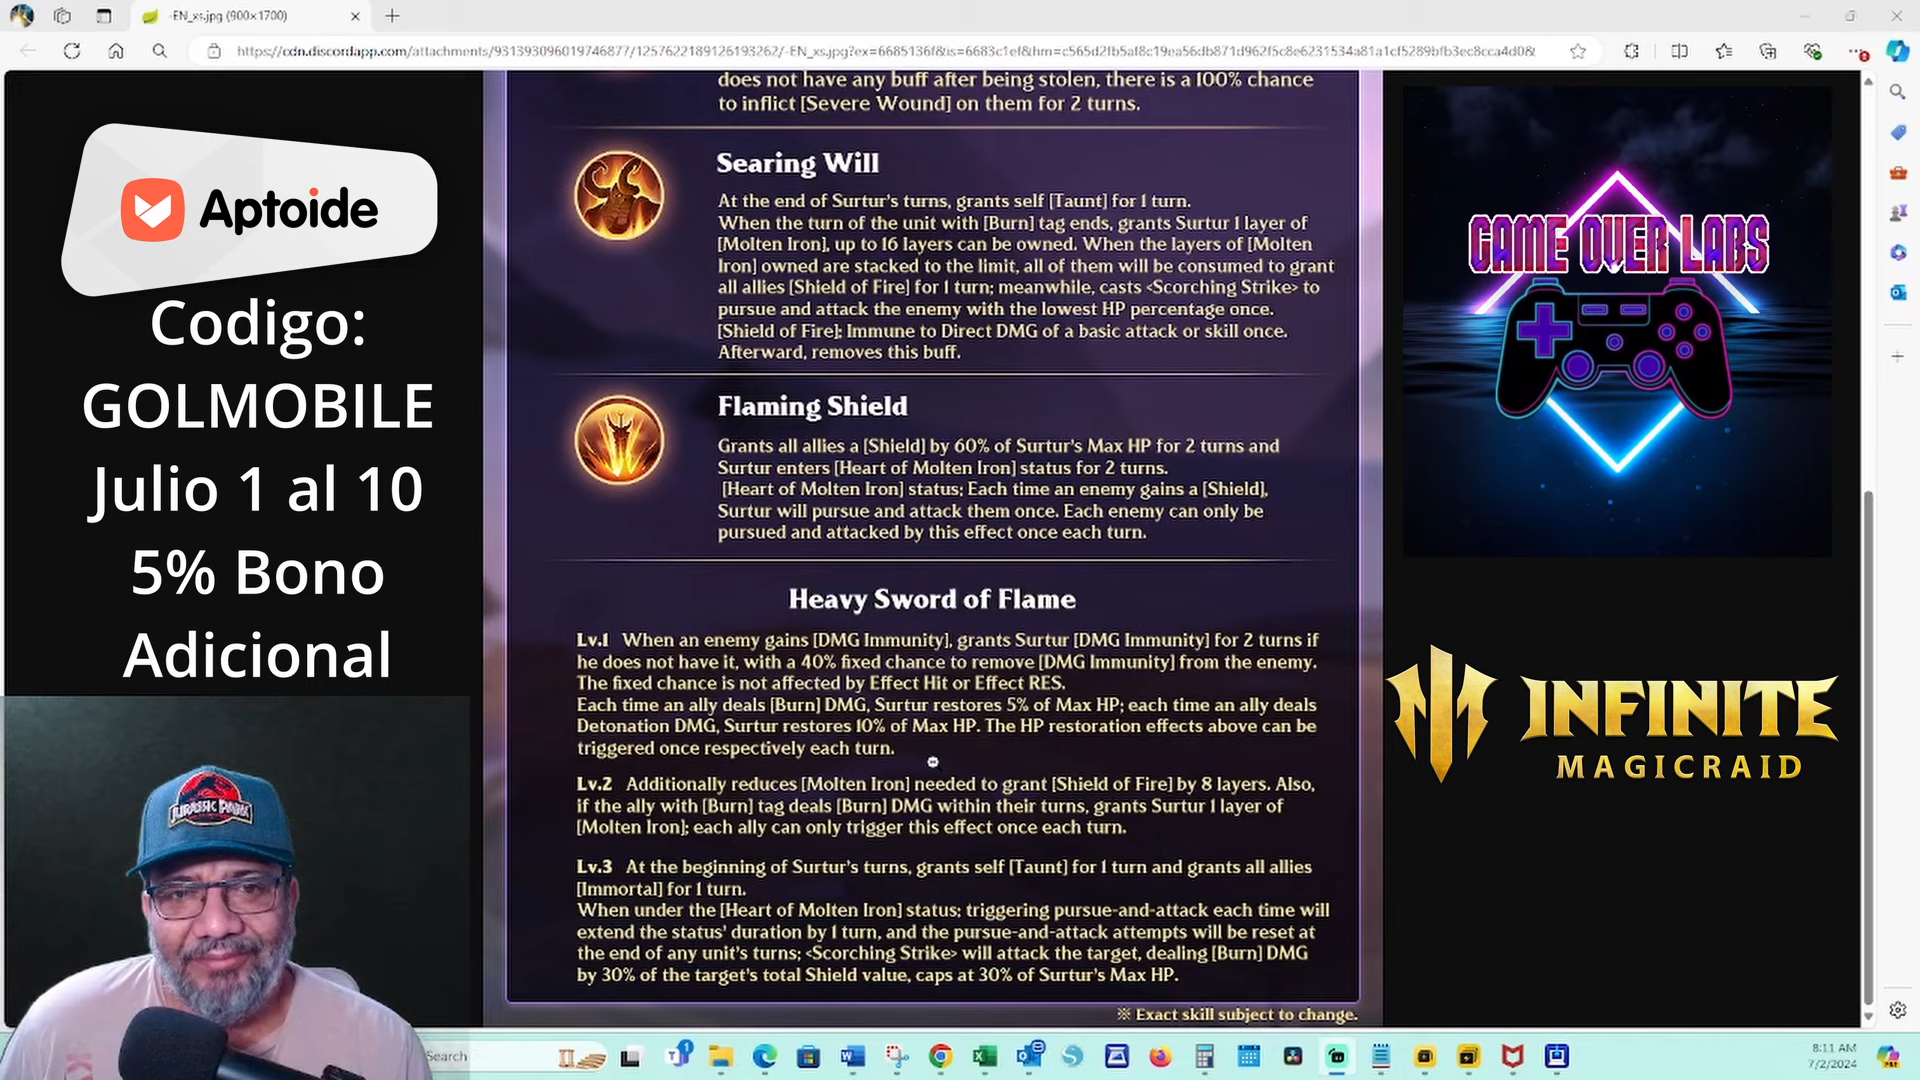 -EN_xs.jpg (900×1700)
https://cdn.discordapp.com/attachments/931393096019746877/1257622189126193262/-EN_xs.jpg?ex=6685136f&is=6683c1ef&hm=c565d2fb5af8c19ea56db871d962f5c8e6231534a81a1cf5289bfb3ec8cca4d0&
does not have any buff after being stolen, there is a 100% chance
to inflict [Severe Wound] on them for 2 turns.
Searing Will
At the end of Surtur's turns, grants self [Taunt] for 1 turn.
When the turn of the unit with [Burn] tag ends, grants Surtur 1 layer of
[Molten Iron], up to 16 layers can be owned. When the layers of [Molten
Iron] owned are stacked to the limit, all of them will be consumed to grant
all allies [Shield of Fire] for 1 turn; meanwhile, casts <Scorching Strike> to
pursue and attack the enemy with the lowest HP percentage once.
[Shield of Fire]: Immune to Direct DMG of a basic attack or skill once.
Afterward, removes this buff.
Flaming Shield
Grants all allies a [Shield] by 60% of Surtur's Max HP for 2 turns and
Surtur enters [Heart of Molten Iron] status for 2 turns.
[Heart of Molten Iron] status: Each time an enemy gains a [Shield],
Surtur will pursue and attack them once. Each enemy can only be
pursued and attacked by this effect once each turn.
Heavy Sword of Flame
Lv.1 When an enemy gains [DMG Immunity], grants Surtur [DMG Immunity] for 2 turns if
he does not have it, with a 40% fixed chance to remove [DMG Immunity] from the enemy.
The fixed chance is not affected by Effect Hit or Effect RES.
Each time an ally deals [Burn] DMG, Surtur restores 5% of Max HP; each time an ally deals
Detonation DMG, Surtur restores 10% of Max HP. The HP restoration effects above can be
triggered once respectively each turn.
Lv.2 Additionally reduces [Molten Iron] needed to grant [Shield of Fire] by 8 layers. Also,
if the ally with [Burn] tag deals [Burn] DMG within their turns, grants Surtur 1 layer of
[Molten Iron]; each ally can only trigger this effect once each turn.
Lv.3 At the beginning of Surtur's turns, grants self [Taunt] for 1 turn and grants all allies
[Immortal] for 1 turn.
When under the [Heart of Molten Iron] status: triggering pursue-and-attack each time will
extend the status' duration by 1 turn, and the pursue-and-attack attempts will be reset at
the end of any unit's turns; <Scorching Strike> will attack the target, dealing [Burn] DMG
by 30% of the target's total Shield value, caps at 30% of Surtur's Max HP.
※ Exact skill subject to change.
Aptoide
Codigo:
GOLMOBILE
Julio 1 al 10
5% Bono
Adicional
JURASSIC PARK
GAME OVER LABS
INFINITE
MAGICRAID
Search
8:11 AM
7/2/2024